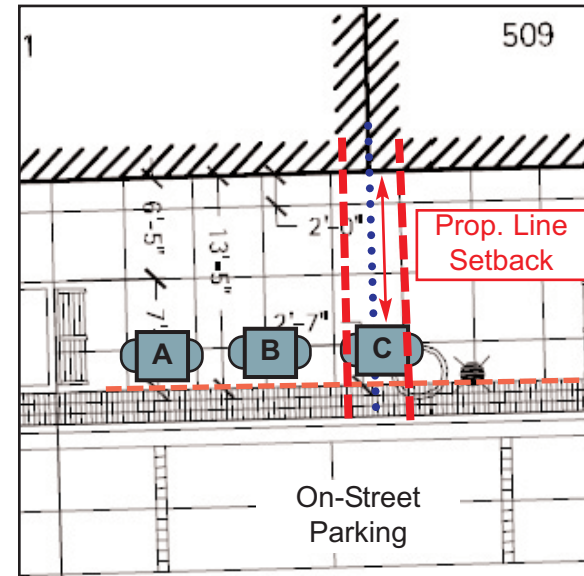 1
509
6'-5"
13'-5"
2'-0"
Prop. Line
Setback
7'
2'-7"
A
B
C
On-Street
Parking